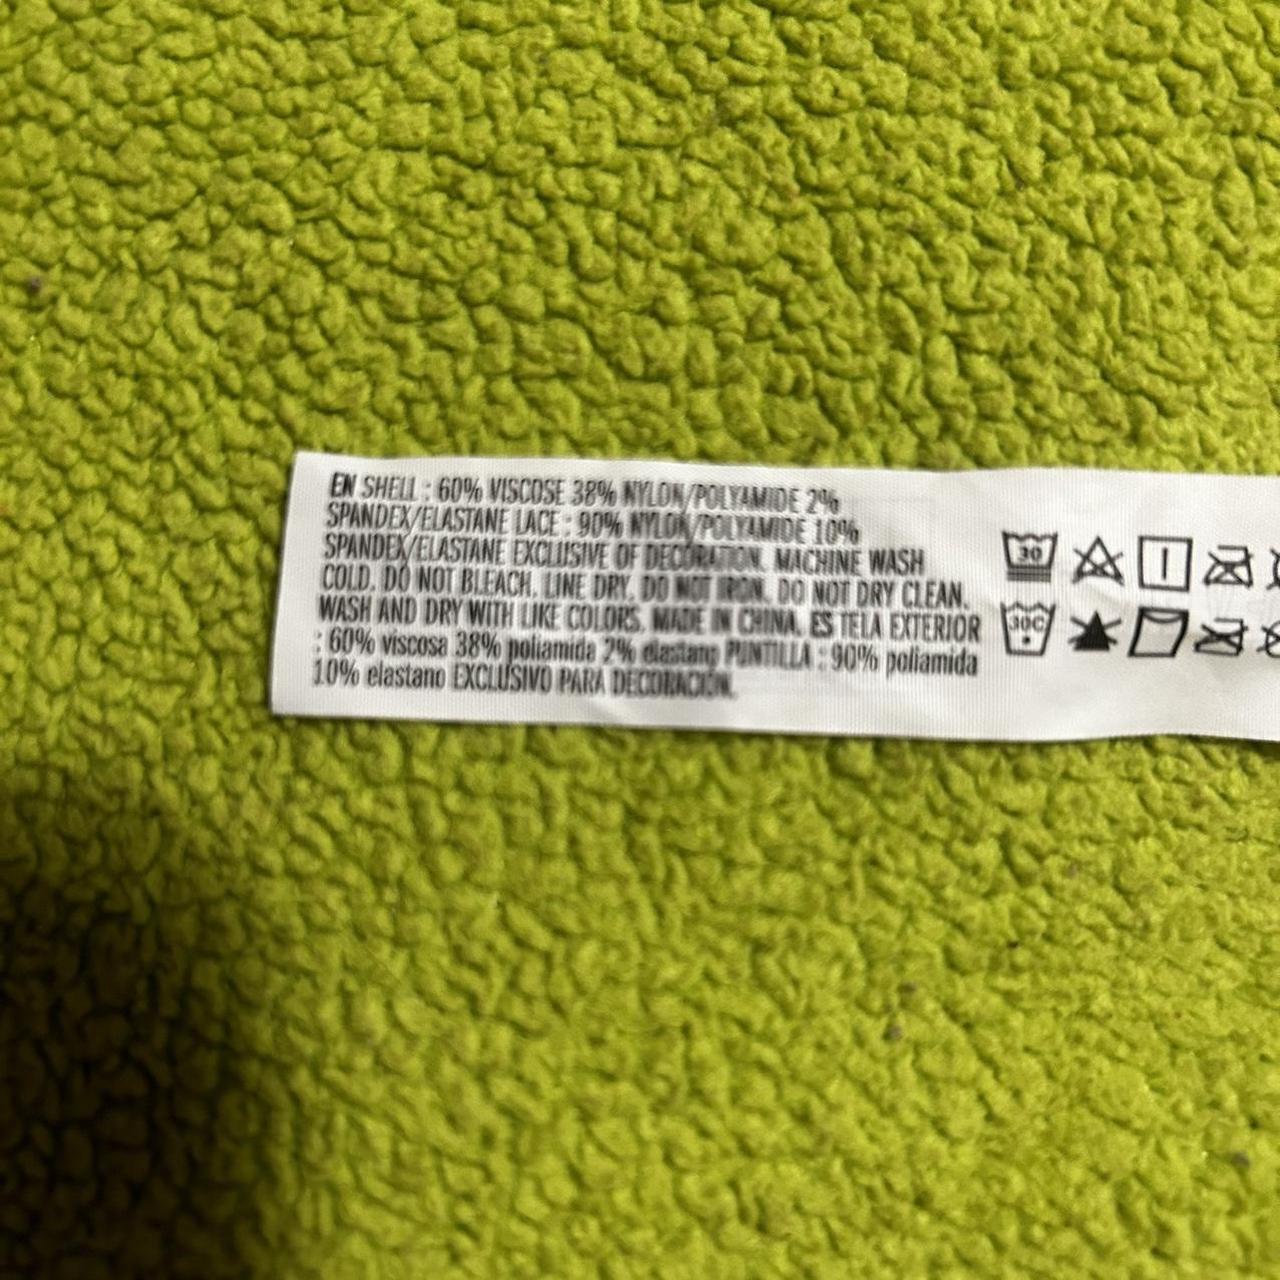 EN SHELL : 60% VISCOSE 38% NYLON/POLYAMIDE 2%
SPANDEX/ELASTANE LACE : 90% NYLON/POLYAMIDE 10%
SPANDEX/ELASTANE EXCLUSIVE OF DECORATION. MACHINE WASH
COLD. DO NOT BLEACH. LINE DRY. DO NOT IRON. DO NOT DRY CLEAN.
WASH AND DRY WITH LIKE COLORS. MADE IN CHINA. ES TELA EXTERIOR
: 60% viscosa 38% poliamida 2% elastano PUNTILLA : 90% poliamida
10% elastano EXCLUSIVO PARA DECORACIÓN.
30
30C